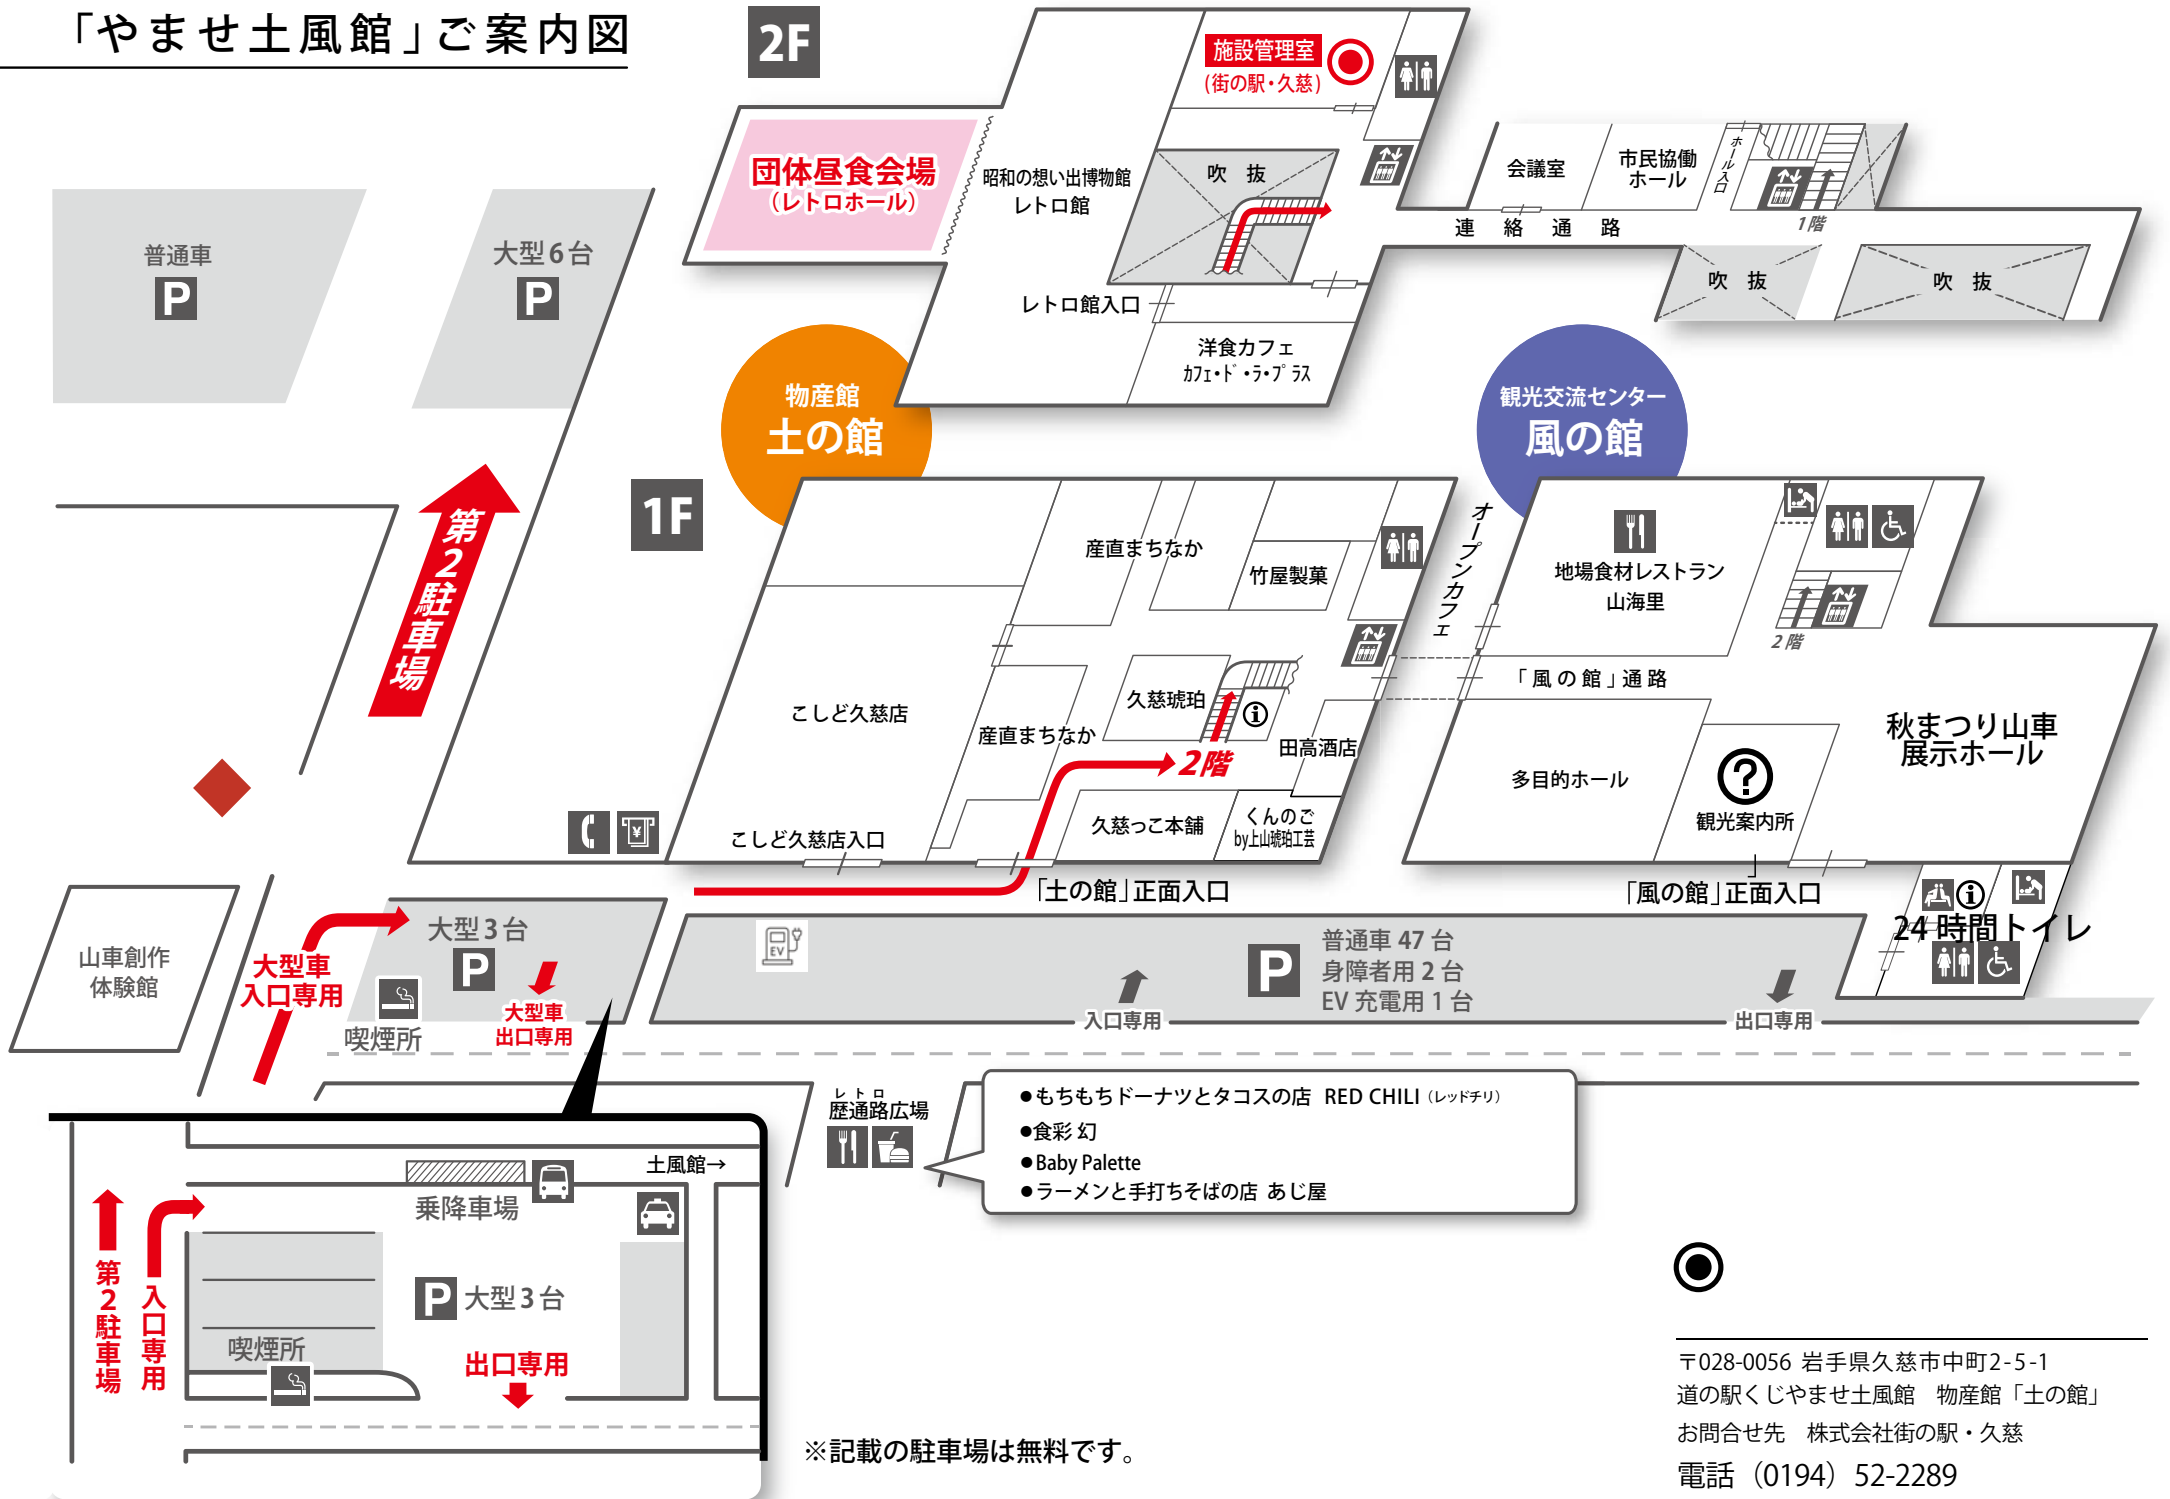 「やませ土風館」ご案内図
2F
施設管理室
(街の駅・久慈)
団体昼食会場
(レトロホール)
昭和の想い出博物館
レトロ館
吹 抜
会議室
市民協働
ホール
ホール入口
1階
連 絡 通 路
吹 抜
吹 抜
レトロ館入口
洋食カフェ
カフェ・ド・ラ・プラス
普通車
P
大型6台
P
物産館
土の館
観光交流センター
風の館
1F
第2駐車場
産直まちなか
竹屋製菓
オープンカフェ
地場食材レストラン
山海里
2階
こしど久慈店
産直まちなか
久慈琥珀
i
2階
田高酒店
「風の館」通路
多目的ホール
?
観光案内所
秋まつり山車
展示ホール
¥
こしど久慈店入口
久慈っこ本舗
くんのご
by上山琥珀工芸
「土の館」正面入口
「風の館」正面入口
i
24時間トイレ
山車創作
体験館
大型車
入口専用
大型3台
P
喫煙所
大型車
出口専用
EV
P
普通車 47 台
身障者用 2 台
EV 充電用 1 台
入口専用
出口専用
レトロ
歴通路広場
●もちもちドーナツとタコスの店 RED CHILI (レッドチリ)
●食彩 幻
●Baby Palette
●ラーメンと手打ちそばの店 あじ屋
土風館→
乗降車場
第2駐車場
入口専用
P 大型3台
喫煙所
出口専用
※記載の駐車場は無料です。
〒028-0056 岩手県久慈市中町2-5-1
道の駅くじやませ土風館 物産館「土の館」
お問合せ先 株式会社街の駅・久慈
電話（0194）52-2289